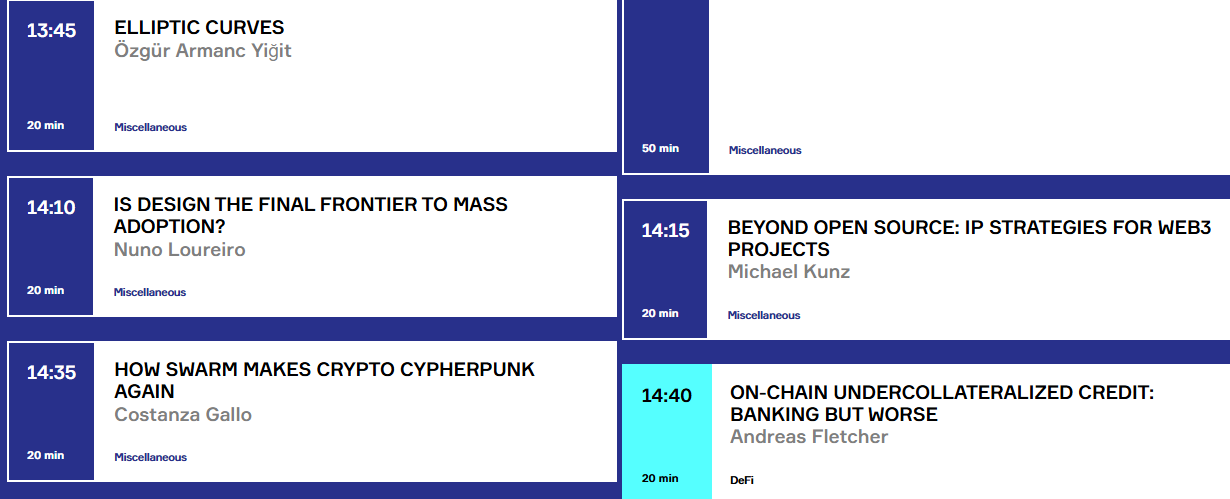 13:45
ELLIPTIC CURVES
Özgür Armanc Yiğit
20 min
Miscellaneous
14:10
IS DESIGN THE FINAL FRONTIER TO MASS
ADOPTION?
Nuno Loureiro
20 min
Miscellaneous
14:35
HOW SWARM MAKES CRYPTO CYPHERPUNK
AGAIN
Costanza Gallo
20 min
Miscellaneous
50 min
Miscellaneous
14:15
BEYOND OPEN SOURCE: IP STRATEGIES FOR WEB3
PROJECTS
Michael Kunz
20 min
Miscellaneous
14:40
ON-CHAIN UNDERCOLLATERALIZED CREDIT:
BANKING BUT WORSE
Andreas Fletcher
20 min
DeFi